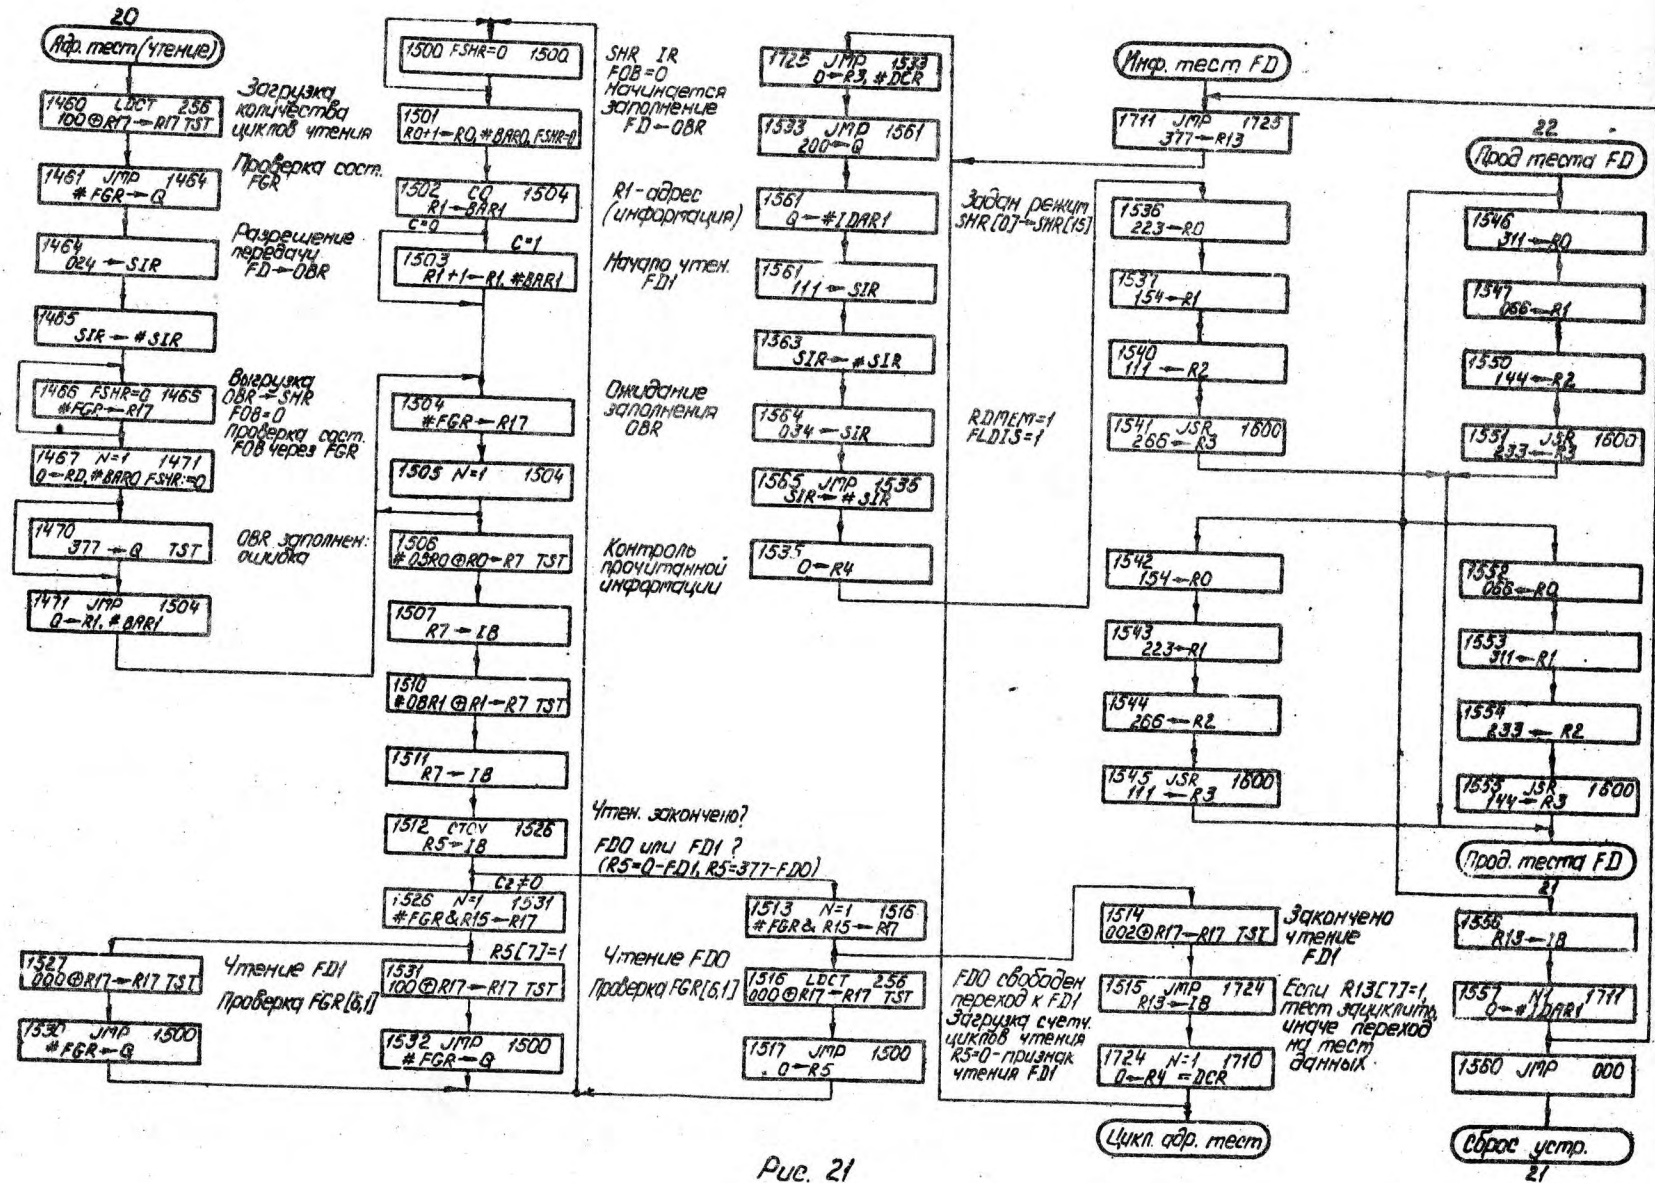 20
Адр. тест (чтение)
1460 LDCT 256
100⊕R17→R17 TST
Загрузка
количества
циклов чтения
1461 JMP 1464
#FGR→Q
Проверка сост.
FGR
1464
024→SIR
Разрешение
передачи
FD→OBR
1465
SIR→#SIR
1466 FSHR=0 1465
#FGR→R17
Выгрузка
OBR→SHR
FOB=0
Проверка сост.
FOB через FGR
1467 N=1 1471
0→R0, #BAR0 FSHR:=0
1470
377→Q TST
OBR заполнен:
ошибка
1471 JMP 1504
0→R1, #BAR1
1500 FSHR=0 1500
SHR IR
FOB=0
Начинается
заполнение
FD→OBR
1501
R0+1→R0, #BAR0, FSHR=0
1502 CQ 1504
R1→BAR1
C=0
C=1
1503
R1+1→R1, #BAR1
1504
#FGR→R17
1505 N=1 1504
1506
#OBR0⊕R0→R7 TST
1507
R7→IB
1510
#OBR1⊕R1→R7 TST
1511
R7→IB
1512 CTCY 1526
R5→IB
Чтен. закончено?
FD0 или FD1 ?
(R5=0-FD1, R5=377-FD0)
Cz≠0
1526 N=1 1531
#FGR&R15→R17
R5[7]=1
1527
000⊕R17→R17 TST
Чтение FD1
Проверка FGR[6,1]
1530 JMP 1500
#FGR→Q
1531
100⊕R17→R17 TST
1532 JMP 1500
#FGR→Q
Чтение FD0
Проверка FGR[6,1]
1513 N=1 1516
#FGR&R15→R17
1516 LDCT 256
000⊕R17→R17 TST
1517 JMP 1500
0→R5
FD0 свободен
переход к FD1
Загрузка счетч.
циклов чтения
R5=0-признак
чтения FD1
1725 JMP 1533
0→R3, #DCR
1533 JMP 1561
200→Q
R1-адрес
(информация)
1561
Q→#IDAR1
Начало чтен.
FD1
1561
111→SIR
1563
SIR→#SIR
Ожидание
заполнения
OBR
1564
034→SIR
RDMEM=1
FLDIS=1
1565 JMP 1535
SIR→#SIR
Контроль
прочитанной
информации
1535
0→R4
Инф. тест FD
1711 JMP 1725
377→R13
Задан режим
SHR[0]→SHR[15]
1536
223→R0
1537
154→R1
1540
111→R2
1541 JSR 1600
266→R3
1542
154→R0
1543
223→R1
1544
266→R2
1545 JSR 1600
111→R3
1514
002⊕R17→R17 TST
Закончено
чтение
FD1
1515 JMP 1724
R13→IB
1724 N=1 1710
0→R4 =DCR
Если R13[7]=1,
тест зациклить,
иначе переход
на тест
данных
Цикл. адр. тест
22
Прод теста FD
1546
311→R0
1547
066→R1
1550
144→R2
1551 JSR 1600
233→R3
1552
066→R0
1553
311→R1
1554
233→R2
1555 JSR 1600
144→R3
Прод. теста FD
21
1556
R13→IB
1557 N1 1711
0→#IDAR1
1560 JMP 000
Сброс устр.
21
Рис. 21